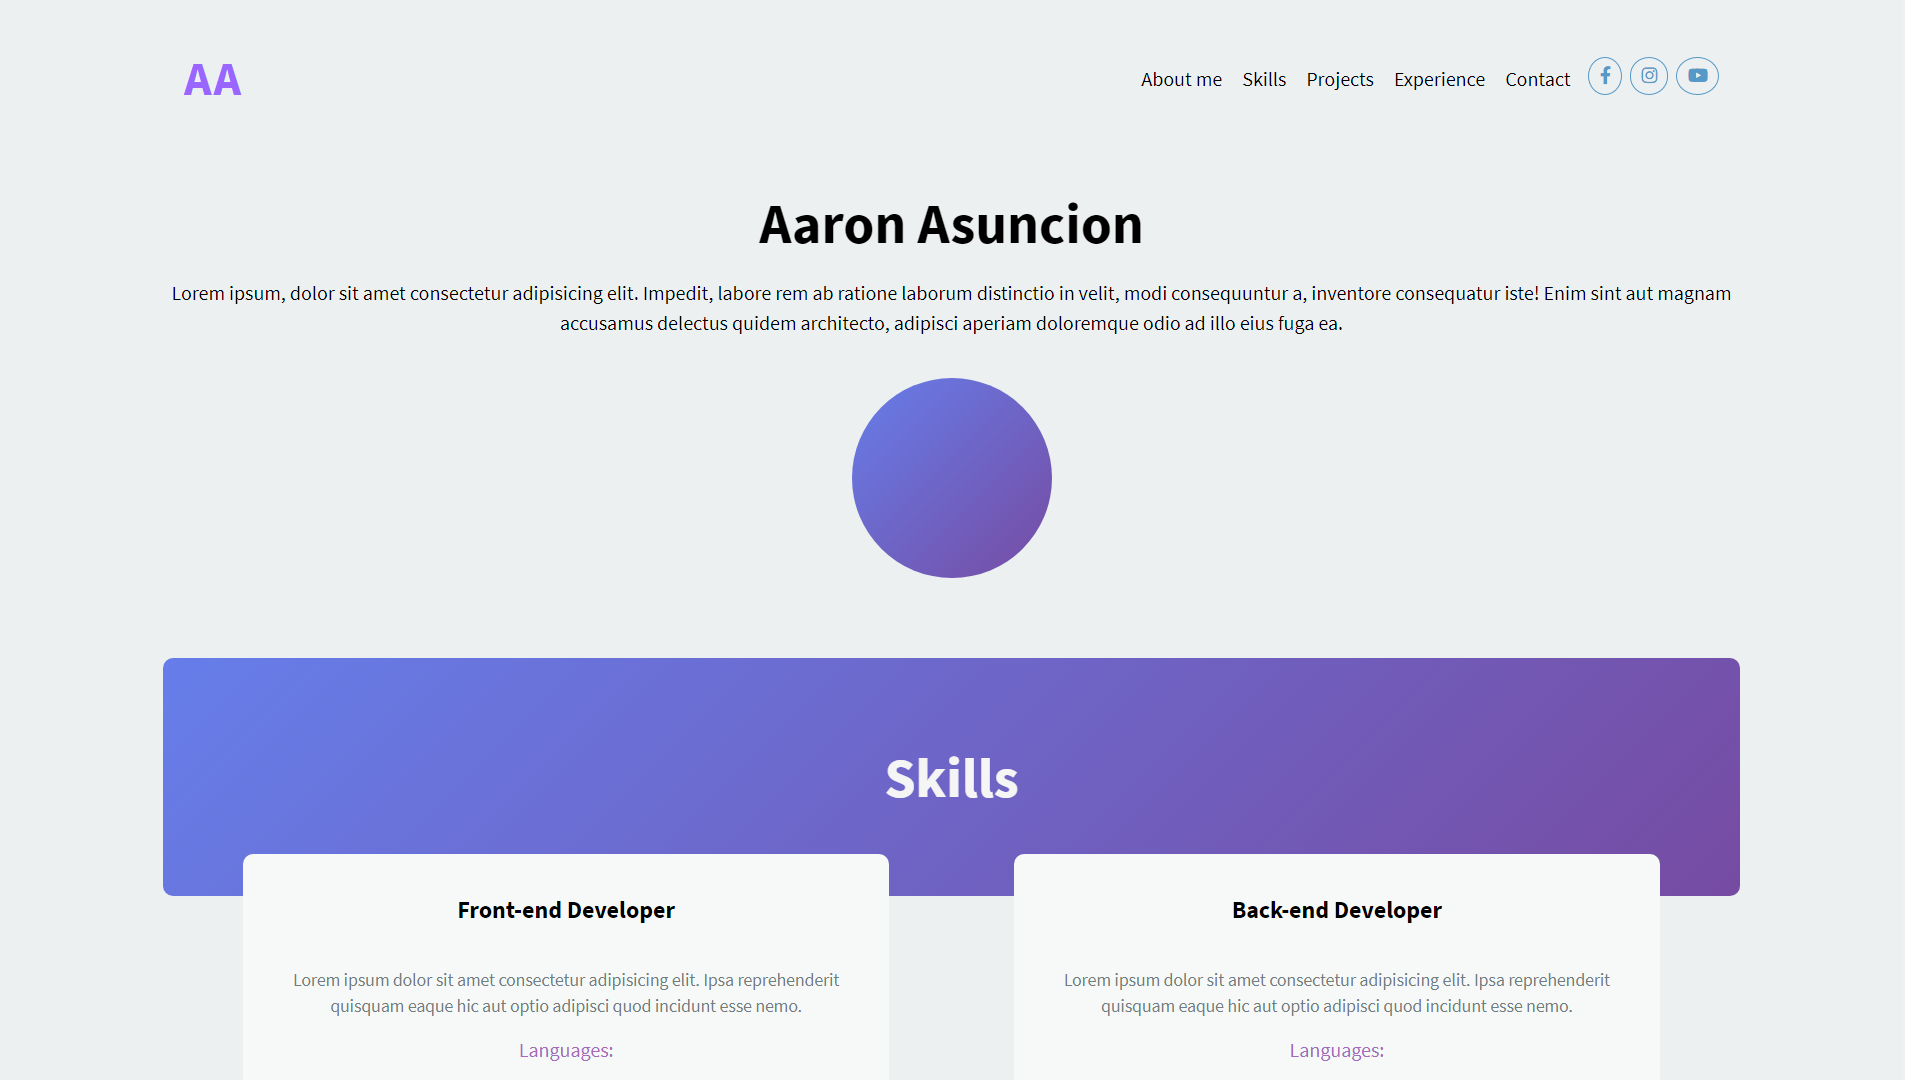 AA
About me Skills Projects Experience Contact
Aaron Asuncion
Lorem ipsum, dolor sit amet consectetur adipisicing elit. Impedit, labore rem ab ratione laborum distinctio in velit, modi consequuntur a, inventore consequatur iste! Enim sint aut magnam
accusamus delectus quidem architecto, adipisci aperiam doloremque odio ad illo eius fuga ea.
Skills
Front-end Developer
Lorem ipsum dolor sit amet consectetur adipisicing elit. Ipsa reprehenderit
quisquam eaque hic aut optio adipisci quod incidunt esse nemo.
Languages:
Back-end Developer
Lorem ipsum dolor sit amet consectetur adipisicing elit. Ipsa reprehenderit
quisquam eaque hic aut optio adipisci quod incidunt esse nemo.
Languages: